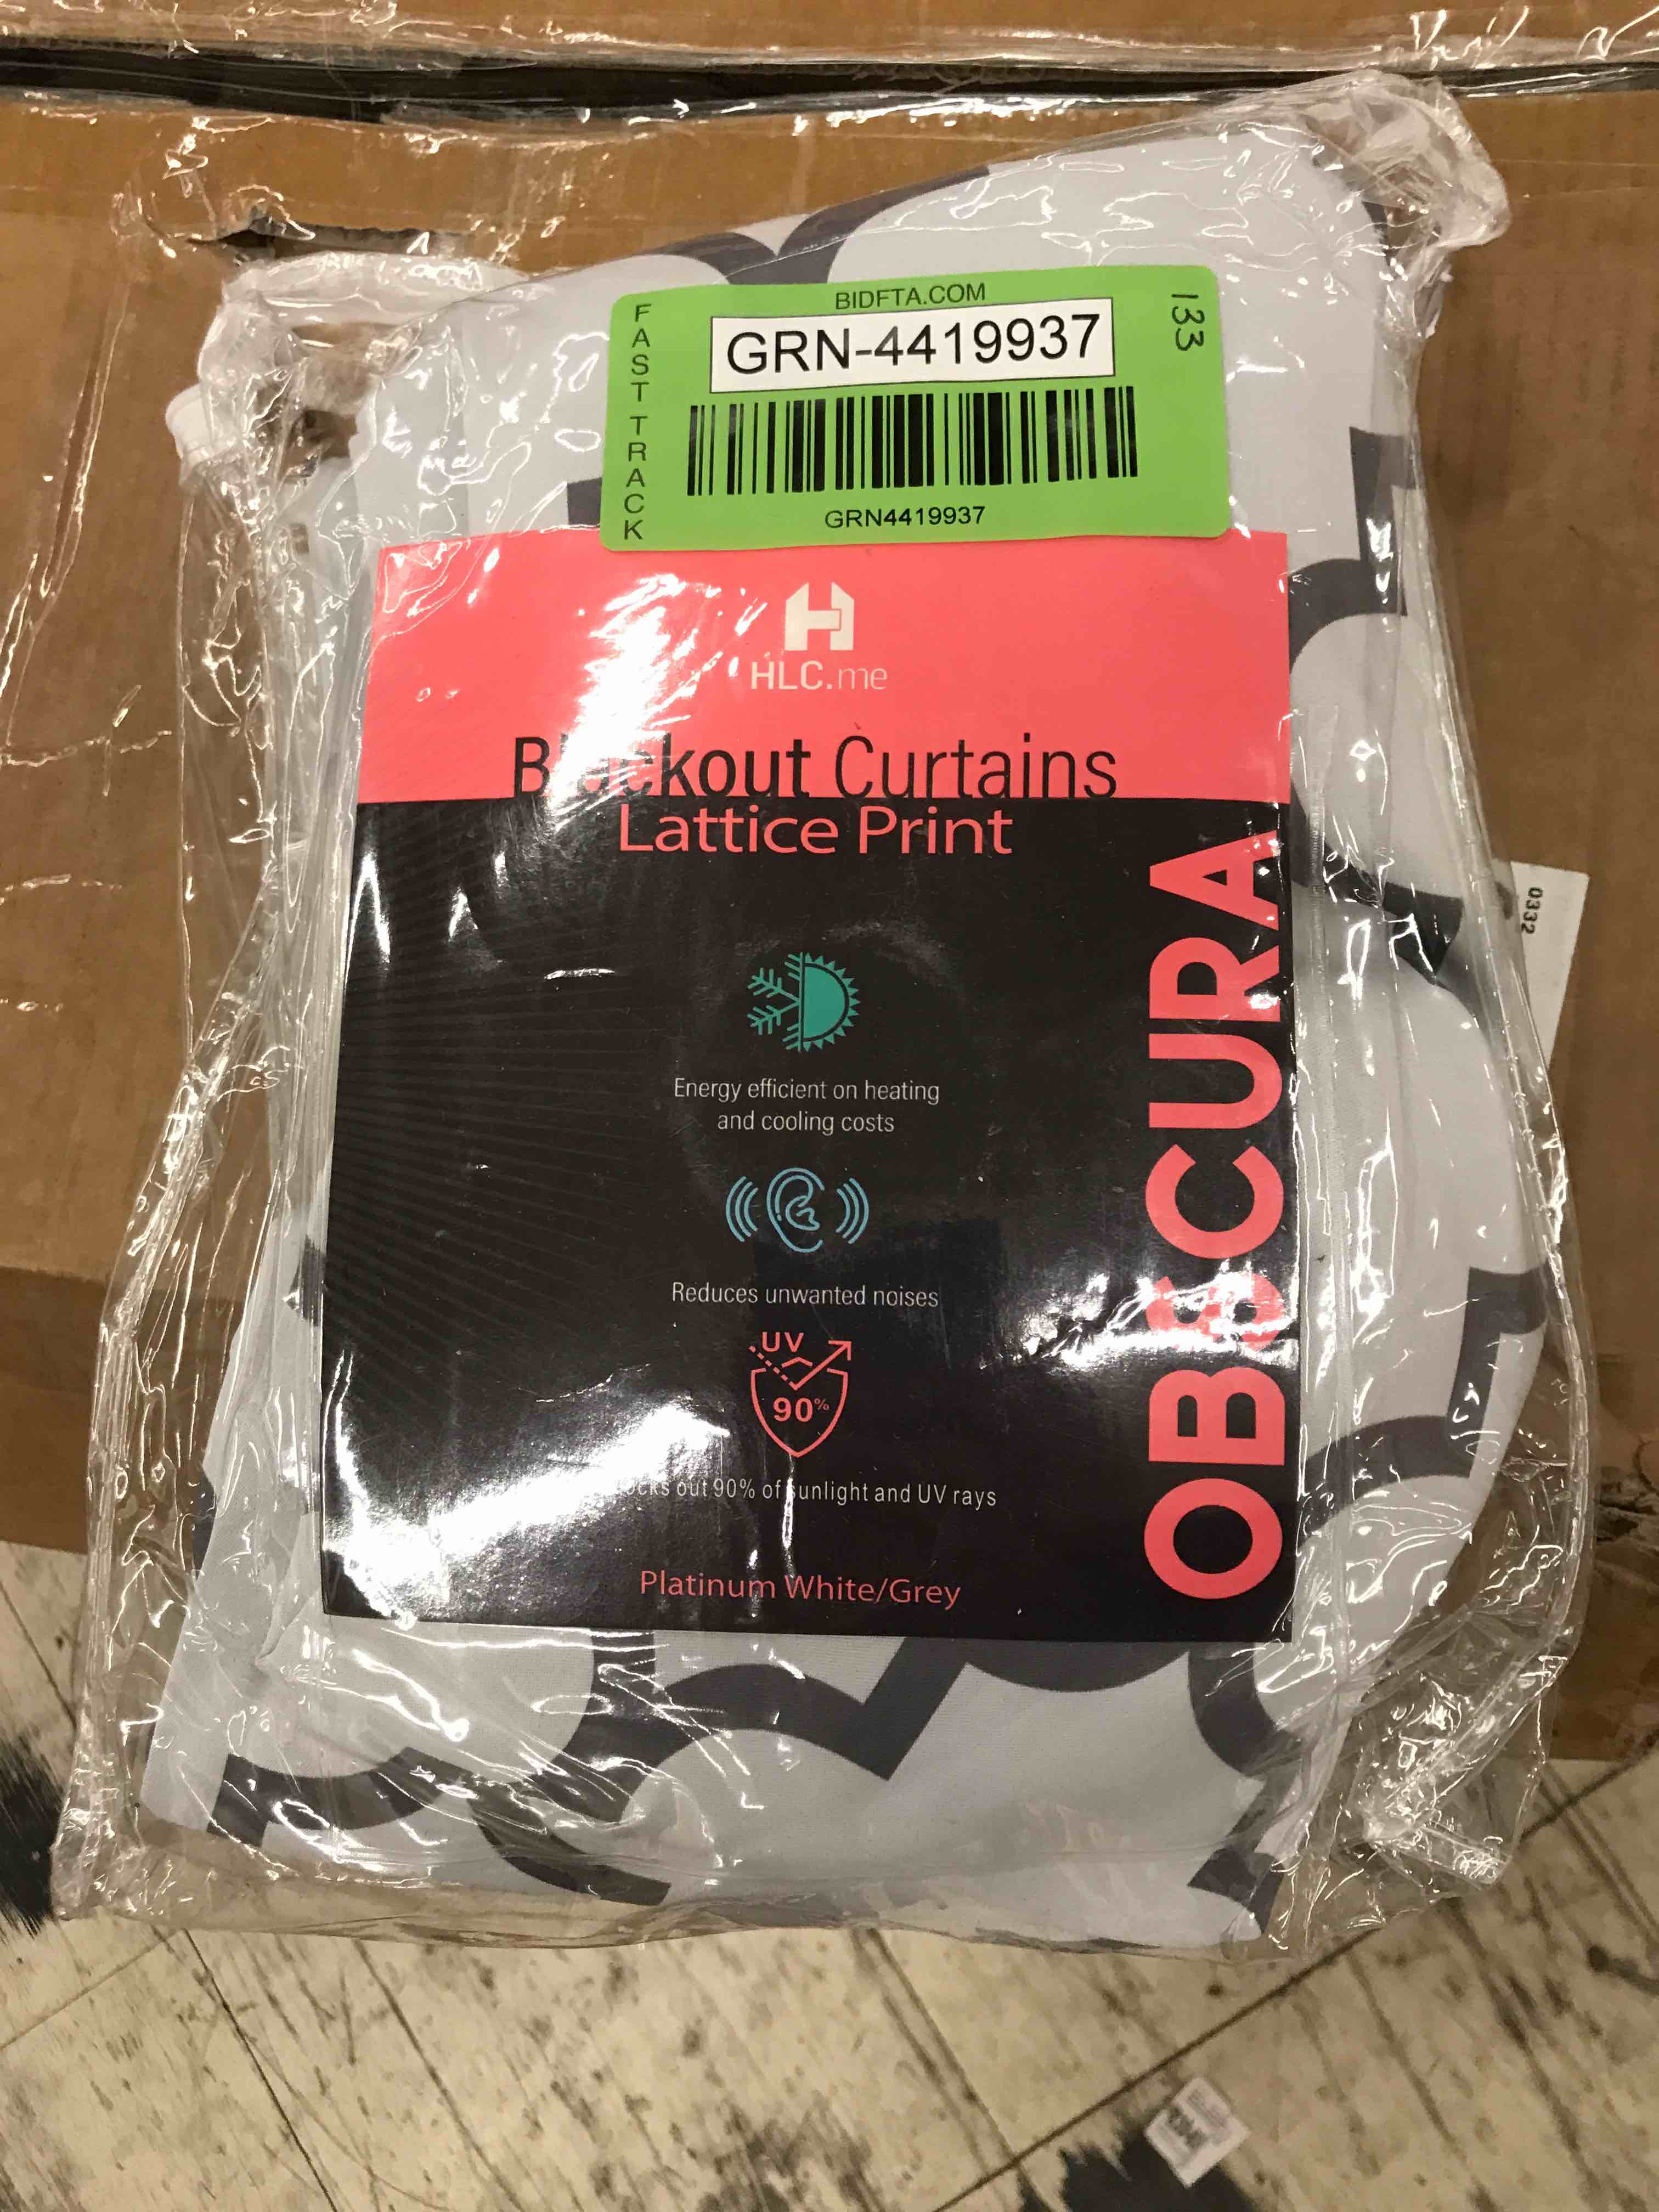 BIDFTA.COM
FAST TRACK
GRN-4419937
133
GRN4419937
HLC.me
Blackout Curtains
Lattice Print
OBSCURA
0332
Energy efficient on heating
and cooling costs
Reduces unwanted noises
UV
90%
out 90% of sunlight and UV rays
Platinum White/Grey